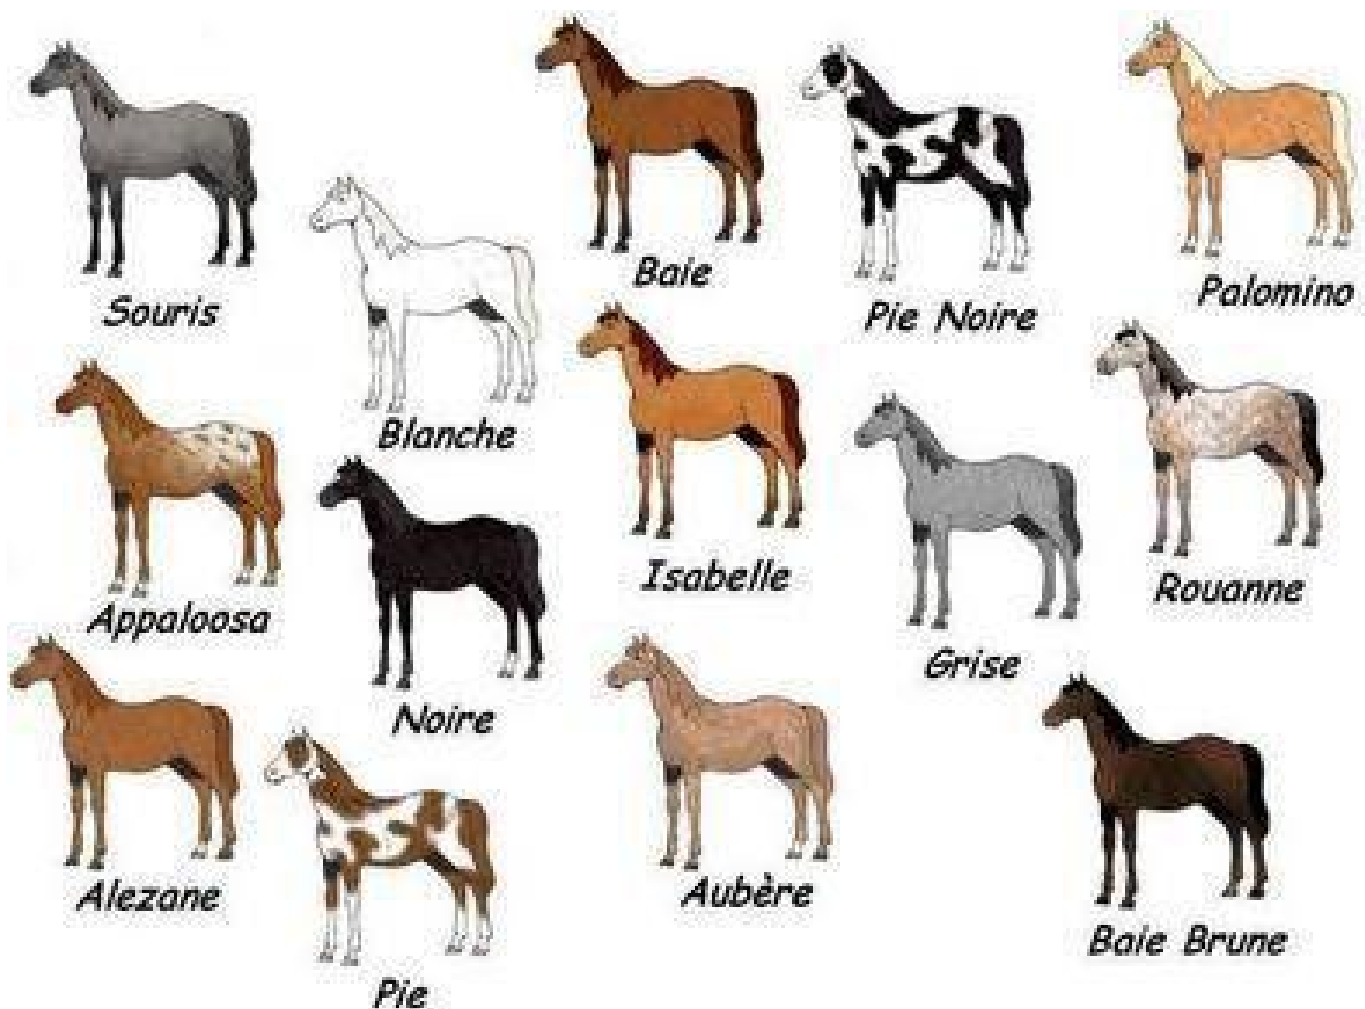 Souris
Baie
Pie Noire
Palomino
Blanche
Appaloosa
Isabelle
Rouanne
Noire
Grise
Alezane
Aubère
Baie Brune
Pie